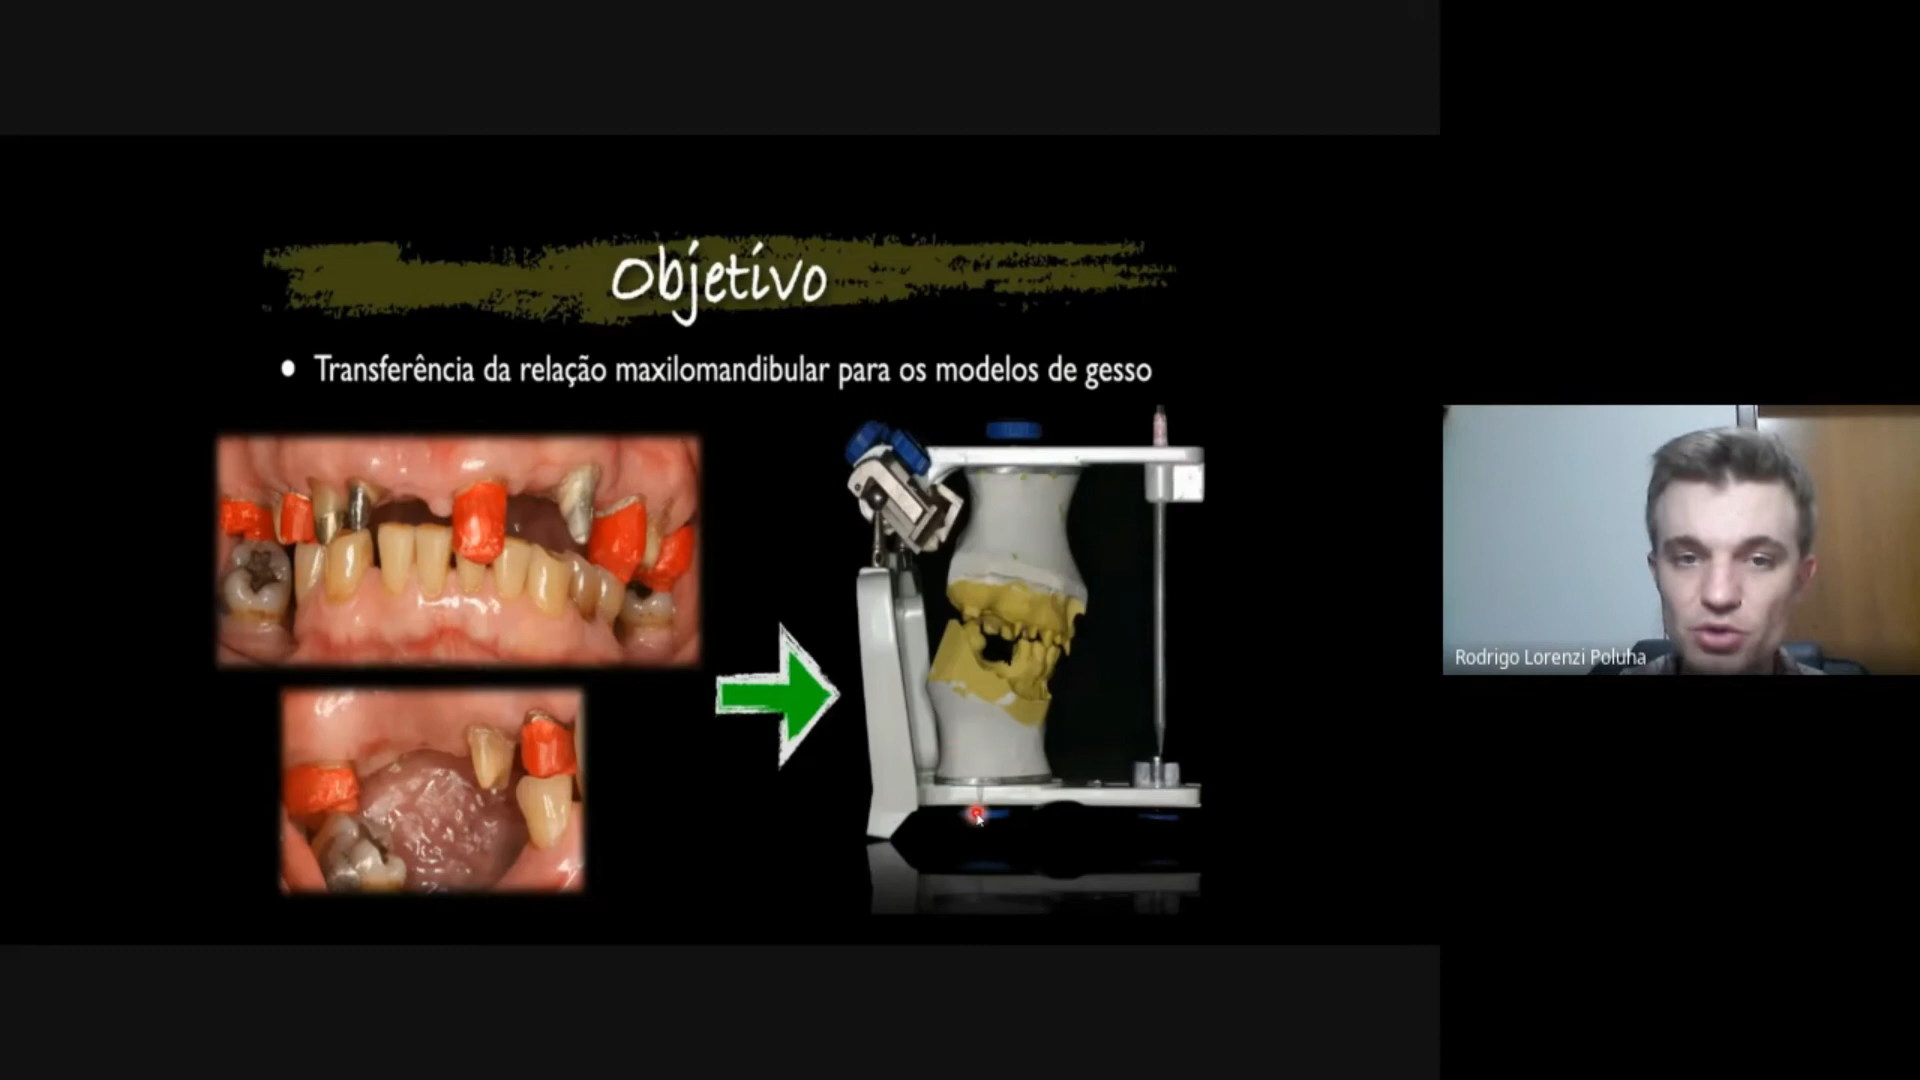 Objetivo
• Transferência da relação maxilomandibular para os modelos de gesso
Rodrigo Lorenzi Poluha